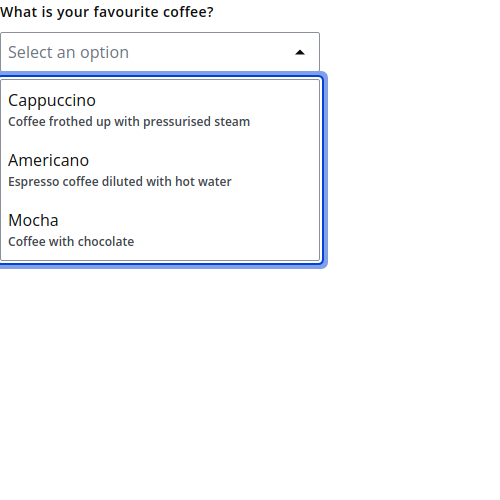 What is your favourite coffee?
Select an option
Cappuccino
Coffee frothed up with pressurised steam
Americano
Espresso coffee diluted with hot water
Mocha
Coffee with chocolate